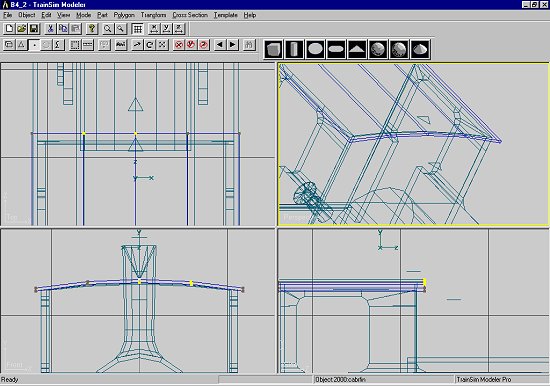 B4_2 - TrainSim Modeler
File Object Edit View Mode Part Polygon Transform Cross Section Template Help
X Y Z
Top
Perspective
y
x
z
Front
Ready
Object 2000:cabrfin
TrainSim Modeler Pro